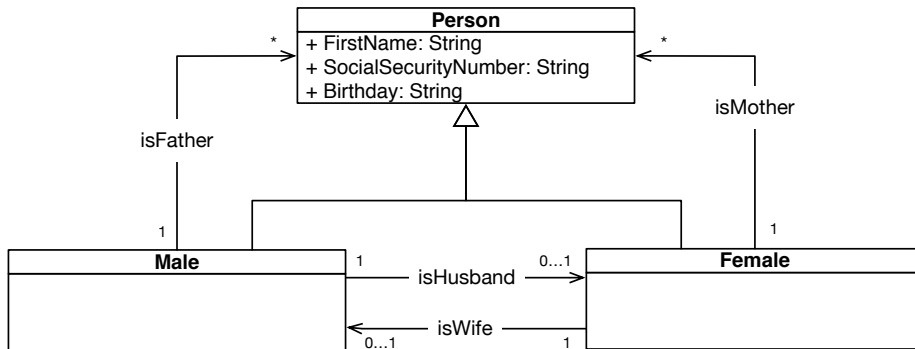 Person
+ FirstName: String
+ SocialSecurityNumber: String
+ Birthday: String
*
*
isFather
isMother
1
1
Male
Female
1
isHusband
0...1
isWife
0...1
1